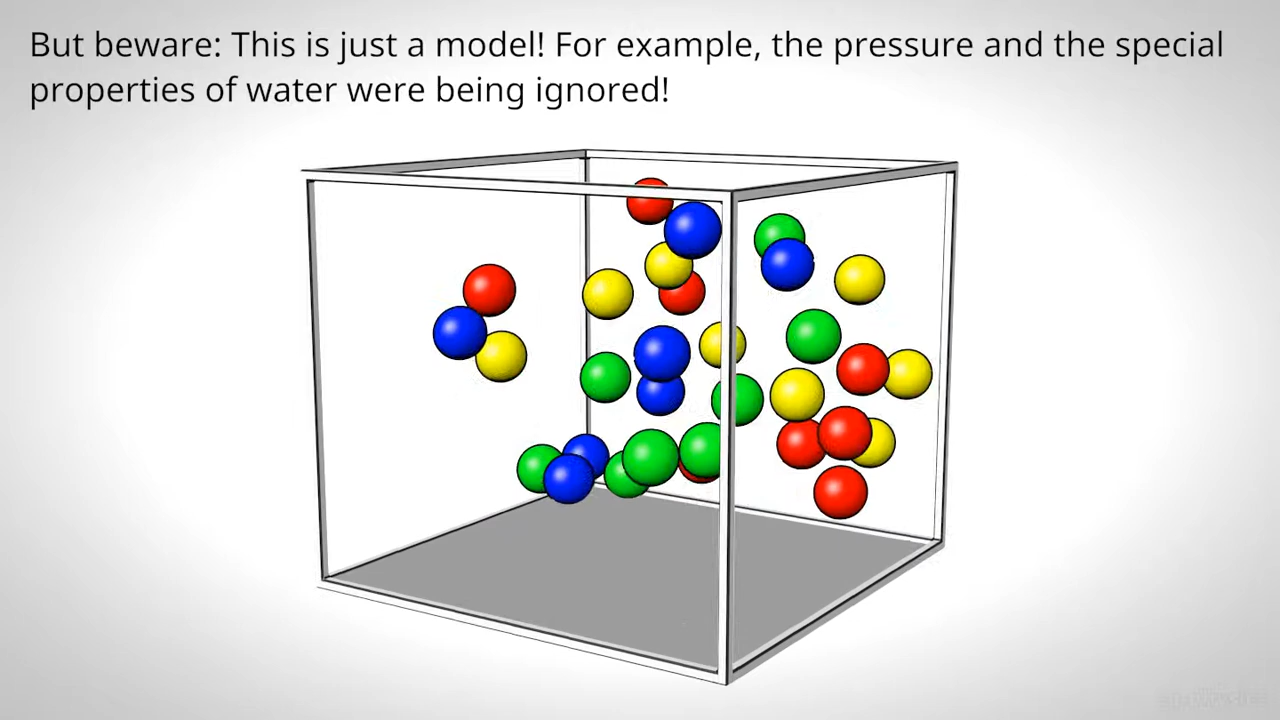 But beware: This is just a model! For example, the pressure and the special
properties of water were being ignored!